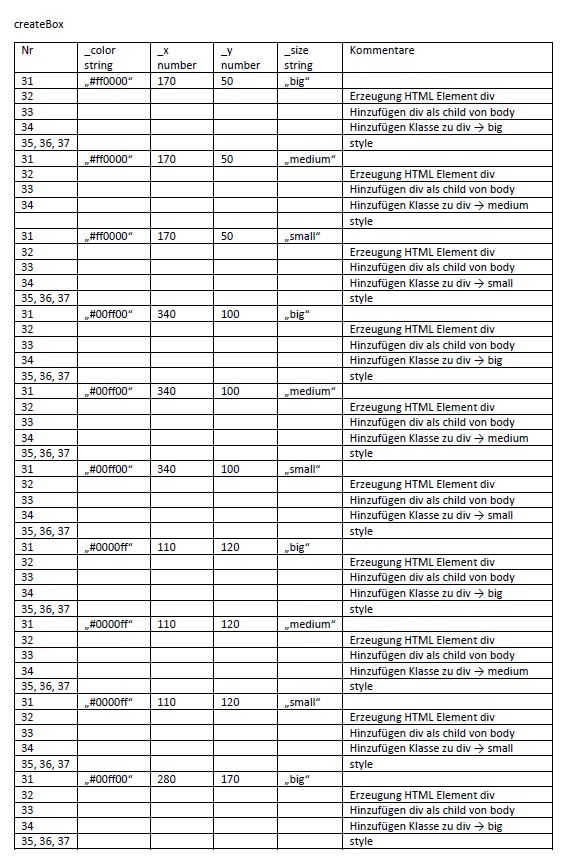 createBox
Nr _color _x _y _size Kommentare
string number number string
31 „#ff0000“ 170 50 „big“
32 Erzeugung HTML Element div
33 Hinzufügen div als child von body
34 Hinzufügen Klasse zu div → big
35, 36, 37 style
31 „#ff0000“ 170 50 „medium“
32 Erzeugung HTML Element div
33 Hinzufügen div als child von body
34 Hinzufügen Klasse zu div → medium
style
31 „#ff0000“ 170 50 „small“
32 Erzeugung HTML Element div
33 Hinzufügen div als child von body
34 Hinzufügen Klasse zu div → small
35, 36, 37 style
31 „#00ff00“ 340 100 „big“
32 Erzeugung HTML Element div
33 Hinzufügen div als child von body
34 Hinzufügen Klasse zu div → big
35, 36, 37 style
31 „#00ff00“ 340 100 „medium“
32 Erzeugung HTML Element div
33 Hinzufügen div als child von body
34 Hinzufügen Klasse zu div → medium
35, 36, 37 style
31 „#00ff00“ 340 100 „small“
32 Erzeugung HTML Element div
33 Hinzufügen div als child von body
34 Hinzufügen Klasse zu div → small
35, 36, 37 style
31 „#0000ff“ 110 120 „big“
32 Erzeugung HTML Element div
33 Hinzufügen div als child von body
34 Hinzufügen Klasse zu div → big
35, 36, 37 style
31 „#0000ff“ 110 120 „medium“
32 Erzeugung HTML Element div
33 Hinzufügen div als child von body
34 Hinzufügen Klasse zu div → medium
35, 36, 37 style
31 „#0000ff“ 110 120 „small“
32 Erzeugung HTML Element div
33 Hinzufügen div als child von body
34 Hinzufügen Klasse zu div → small
35, 36, 37 style
31 „#00ff00“ 280 170 „big“
32 Erzeugung HTML Element div
33 Hinzufügen div als child von body
34 Hinzufügen Klasse zu div → big
35, 36, 37 style